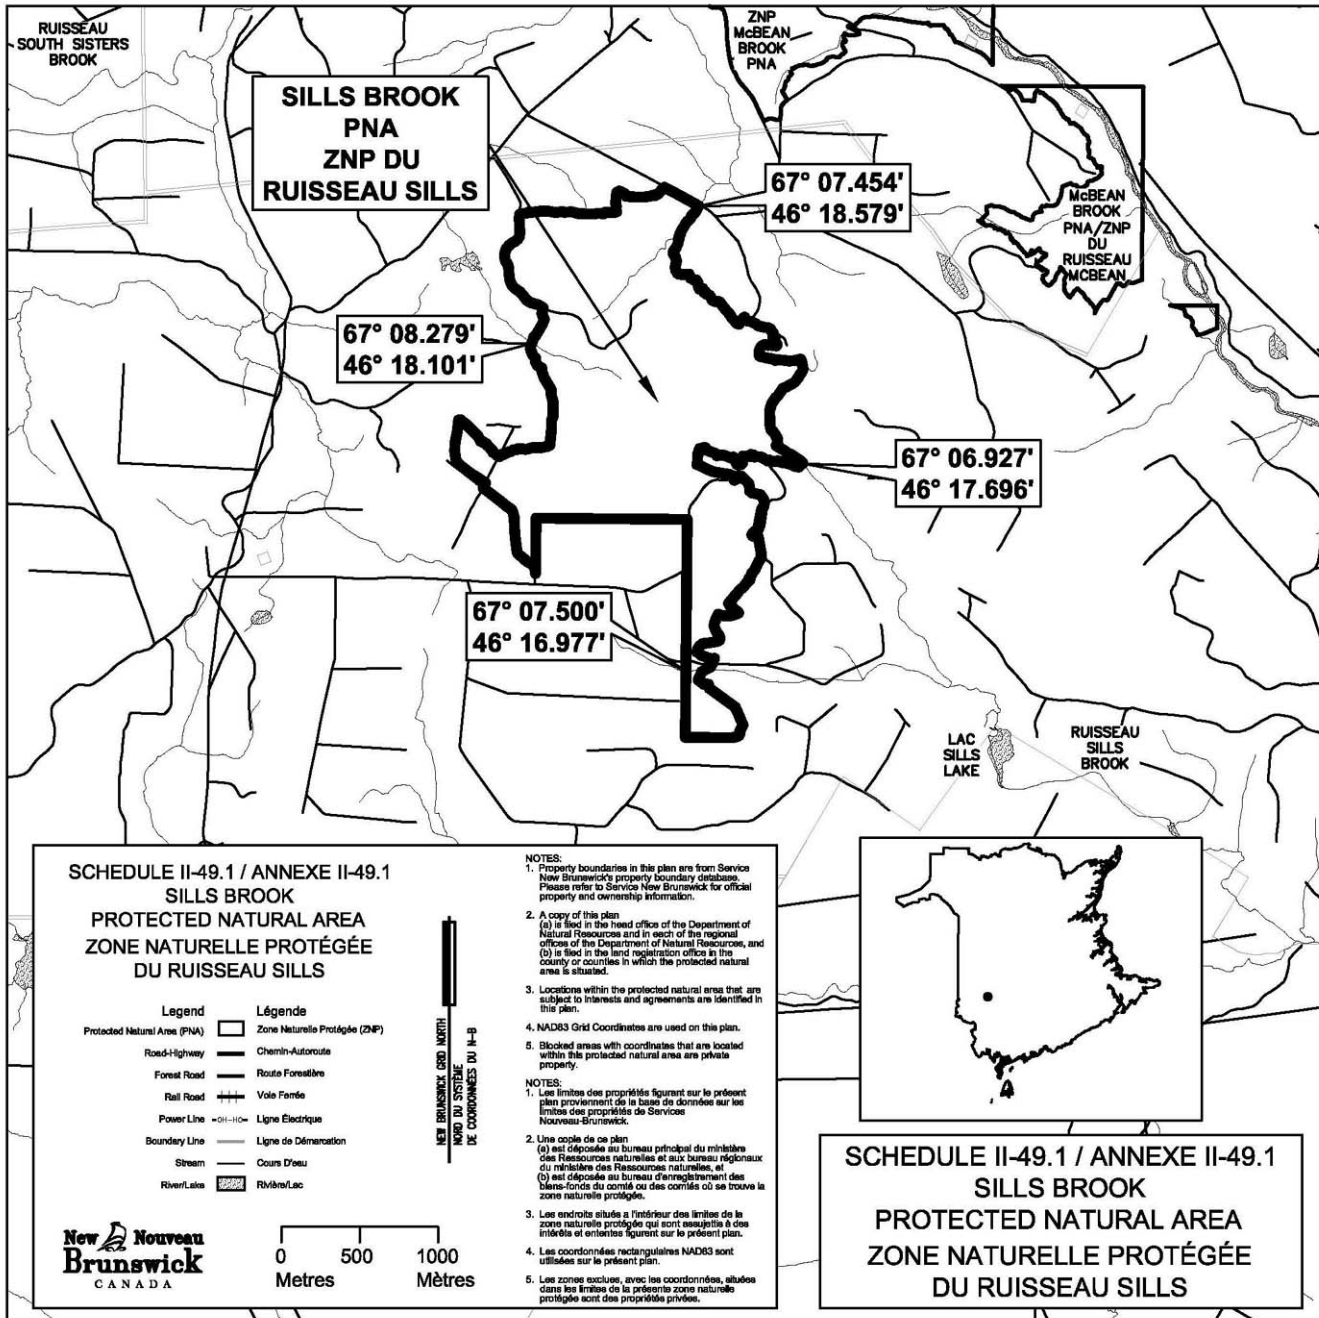 RUISSEAU
SOUTH SISTERS
BROOK
ZNP
McBEAN
BROOK
PNA
SILLS BROOK
PNA
ZNP DU
RUISSEAU SILLS
67° 07.454'
46° 18.579'
McBEAN
BROOK
PNA/ZNP
DU
RUISSEAU
MCBEAN
67° 08.279'
46° 18.101'
67° 06.927'
46° 17.696'
67° 07.500'
46° 16.977'
LAC
SILLS
LAKE
RUISSEAU
SILLS
BROOK
SCHEDULE II-49.1 / ANNEXE II-49.1
SILLS BROOK
PROTECTED NATURAL AREA
ZONE NATURELLE PROTÉGÉE
DU RUISSEAU SILLS
Legend Légende
Protected Natural Area (PNA) Zone Naturelle Protégée (ZNP)
Road-Highway Chemin-Autoroute
Forest Road Route Forestière
Rail Road Voie Ferrée
Power Line -OH-HO- Ligne Électrique
Boundary Line Ligne de Démarcation
Stream Cours D'eau
River/Lake Rivière/Lac
NEW BRUNSWICK GRID NORTH
NORD DU SYSTÈME
DE COORDONNÉES DU N-B
New Nouveau
Brunswick
CANADA
0 500 1000
Metres Mètres
NOTES:
1. Property boundaries in this plan are from Service
New Brunswick's property boundary database.
Please refer to Service New Brunswick for official
property and ownership information.
2. A copy of this plan
(a) is filed in the head office of the Department of
Natural Resources and in each of the regional
offices of the Department of Natural Resources, and
(b) is filed in the land registration office in the
county or counties in which the protected natural
area is situated.
3. Locations within the protected natural area that are
subject to interests and agreements are identified in
this plan.
4. NAD83 Grid Coordinates are used on this plan.
5. Blocked areas with coordinates that are located
within this protected natural area are private
property.
NOTES:
1. Les limites des propriétés figurant sur le présent
plan proviennent de la base de données sur les
limites des propriétés de Services
Nouveau-Brunswick.
2. Une copie de ce plan
(a) est déposée au bureau principal du ministère
des Ressources naturelles et aux bureau régionaux
du ministère des Ressources naturelles, et
(b) est déposée au bureau d'enregistrement des
biens-fonds du comté ou des comtés où se trouve la
zone naturelle protégée.
3. Les endroits situés a l'intérieur des limites de la
zone naturelle protégée qui sont assujettis à des
intérêts et ententes figurent sur le présent plan.
4. Les coordonnées rectangulaires NAD83 sont
utilisées sur le présent plan.
5. Les zones exclues, avec les coordonnées, situées
dans les limites de la présente zone naturelle
protégée sont des propriétés privées.
SCHEDULE II-49.1 / ANNEXE II-49.1
SILLS BROOK
PROTECTED NATURAL AREA
ZONE NATURELLE PROTÉGÉE
DU RUISSEAU SILLS